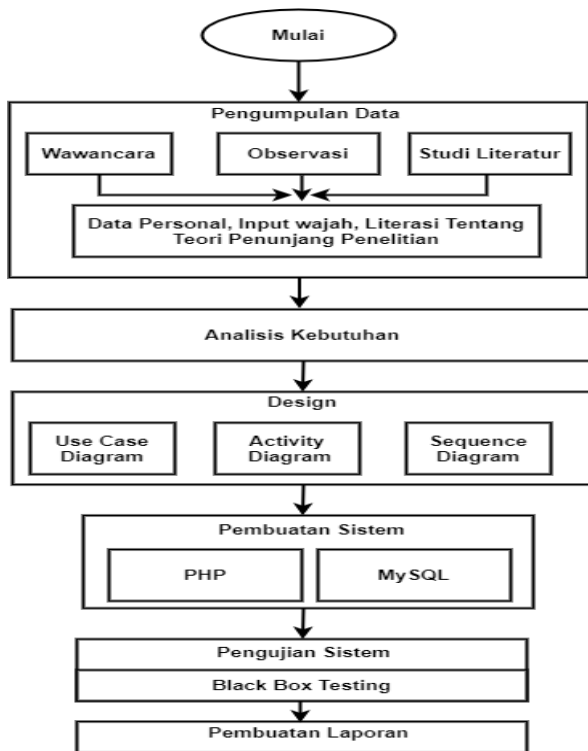 Mulai
Pengumpulan Data
Wawancara
Observasi
Studi Literatur
Data Personal, Input wajah, Literasi Tentang
Teori Penunjang Penelitian
Analisis Kebutuhan
Design
Use Case
Diagram
Activity
Diagram
Sequence
Diagram
Pembuatan Sistem
PHP
MySQL
Pengujian Sistem
Black Box Testing
Pembuatan Laporan